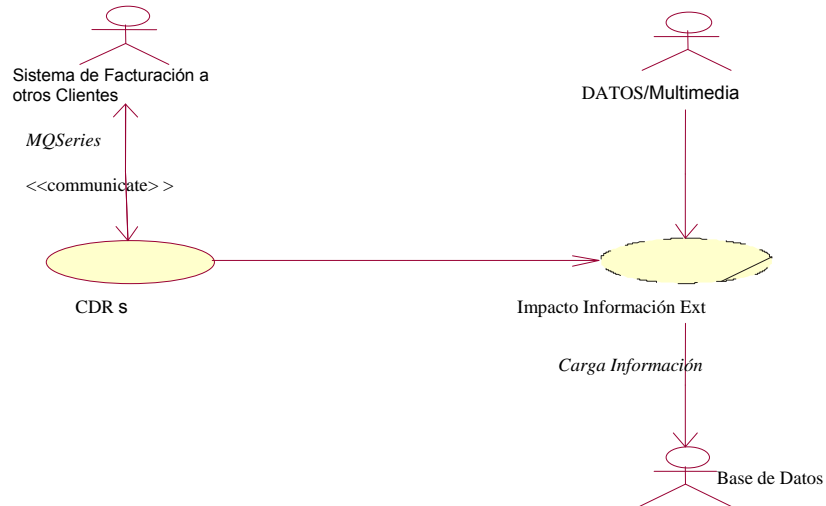 Sistema de Facturación a
otros Clientes
DATOS/Multimedia
MQSeries
<<communicate> >
CDR s
Impacto Información Ext
Carga Información
Base de Datos